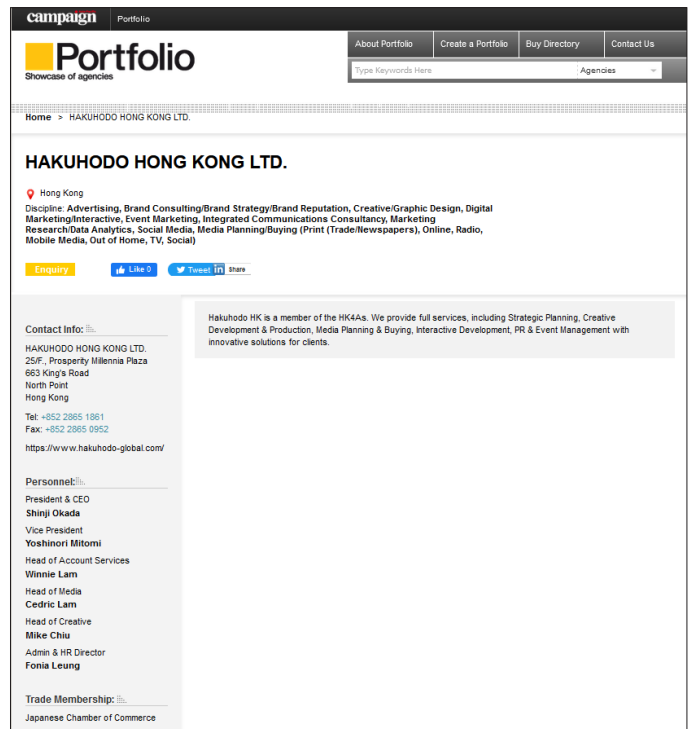 campaign Portfolio
Portfolio
Showcase of agencies
About Portfolio Create a Portfolio Buy Directory Contact Us
Type Keywords Here Agencies
Home > HAKUHODO HONG KONG LTD.
HAKUHODO HONG KONG LTD.
Hong Kong
Discipline: Advertising, Brand Consulting/Brand Strategy/Brand Reputation, Creative/Graphic Design, Digital
Marketing/Interactive, Event Marketing, Integrated Communications Consultancy, Marketing
Research/Data Analytics, Social Media, Media Planning/Buying (Print (Trade/Newspapers), Online, Radio,
Mobile Media, Out of Home, TV, Social)
Enquiry Like 0 Tweet in Share
Hakuhodo HK is a member of the HK4As. We provide full services, including Strategic Planning, Creative
Development & Production, Media Planning & Buying, Interactive Development, PR & Event Management with
innovative solutions for clients.
Contact Info:
HAKUHODO HONG KONG LTD.
25/F., Prosperity Millennia Plaza
663 King's Road
North Point
Hong Kong
Tel: +852 2865 1861
Fax: +852 2865 0952
https://www.hakuhodo-global.com/
Personnel:
President & CEO
Shinji Okada
Vice President
Yoshinori Mitomi
Head of Account Services
Winnie Lam
Head of Media
Cedric Lam
Head of Creative
Mike Chiu
Admin & HR Director
Fonia Leung
Trade Membership:
Japanese Chamber of Commerce